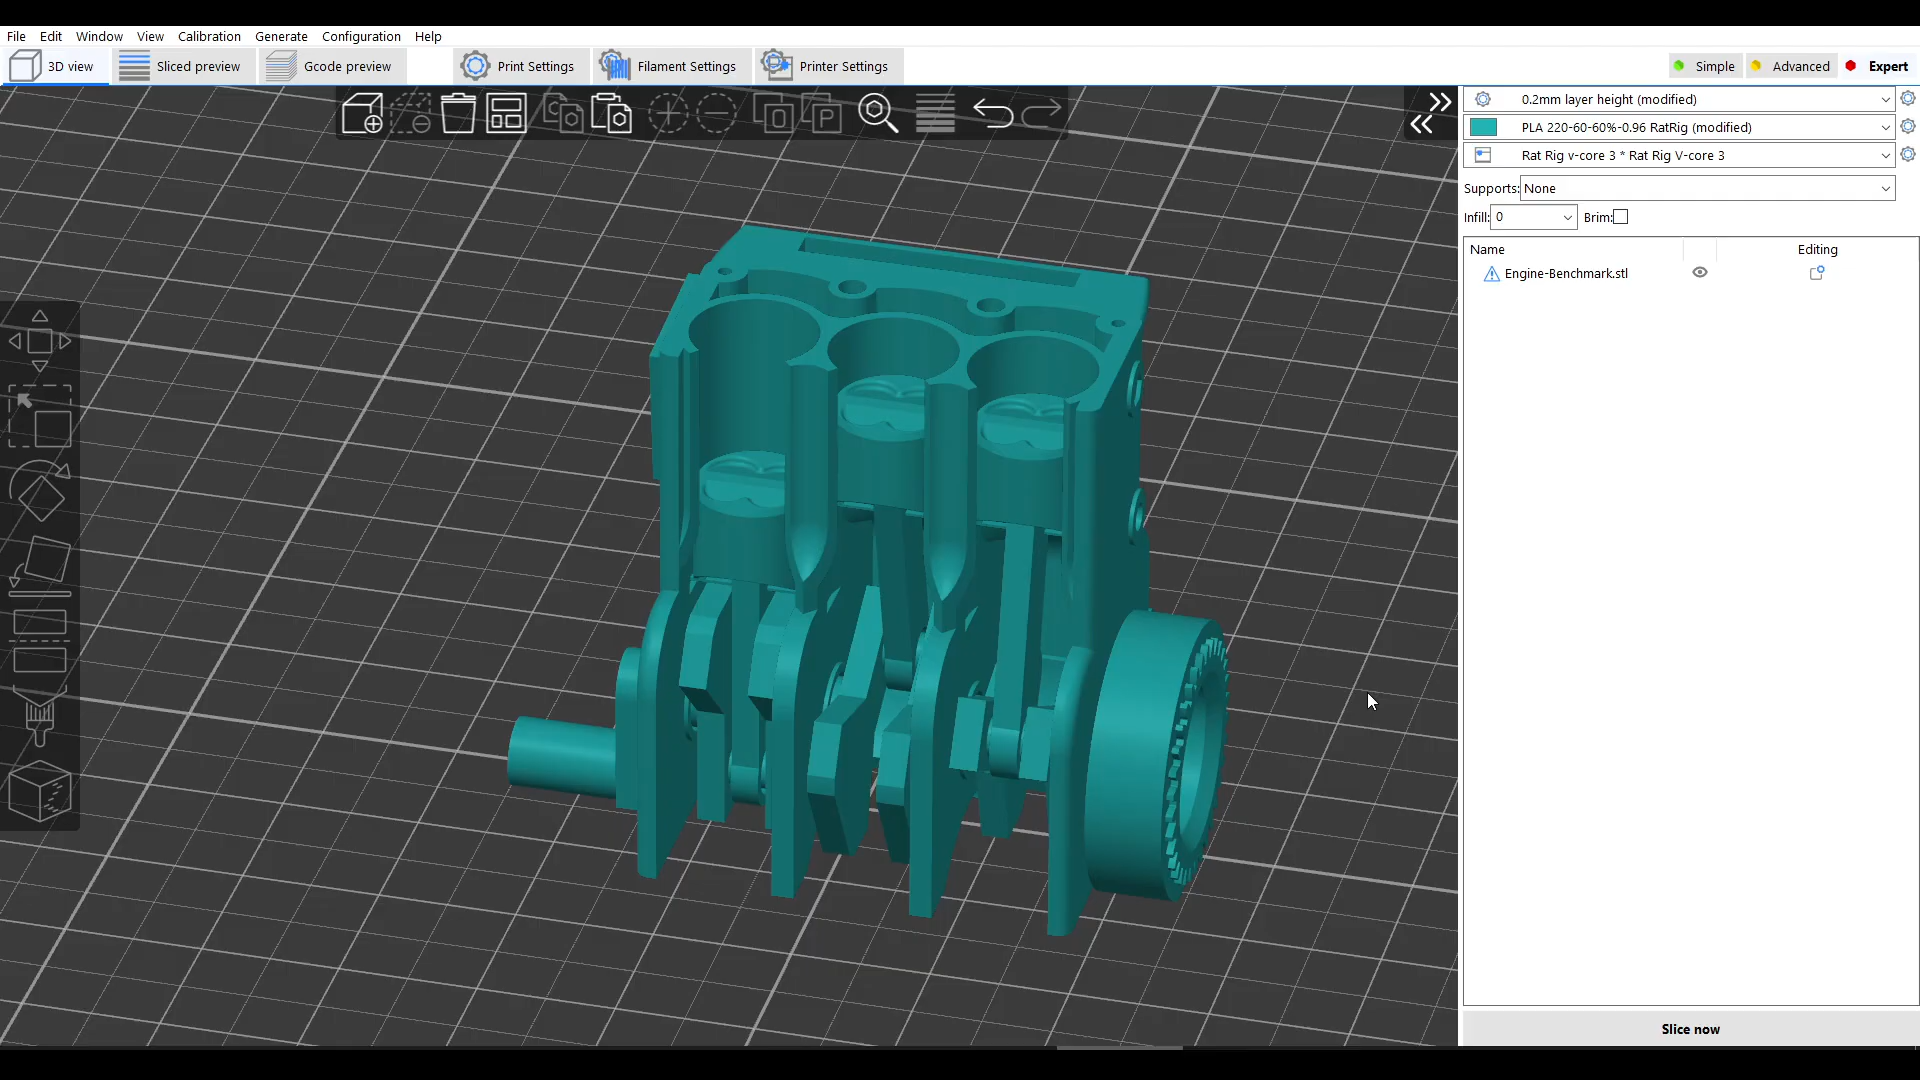 File Edit Window View Calibration Generate Configuration Help
3D view Sliced preview Gcode preview Print Settings Filament Settings Printer Settings Simple Advanced Expert
0.2mm layer height (modified)
PLA 220-60-60%-0.96 RatRig (modified)
Rat Rig v-core 3 * Rat Rig V-core 3
Supports: None
Infill: 0 Brim:
Name Editing
Engine-Benchmark.stl
Slice now